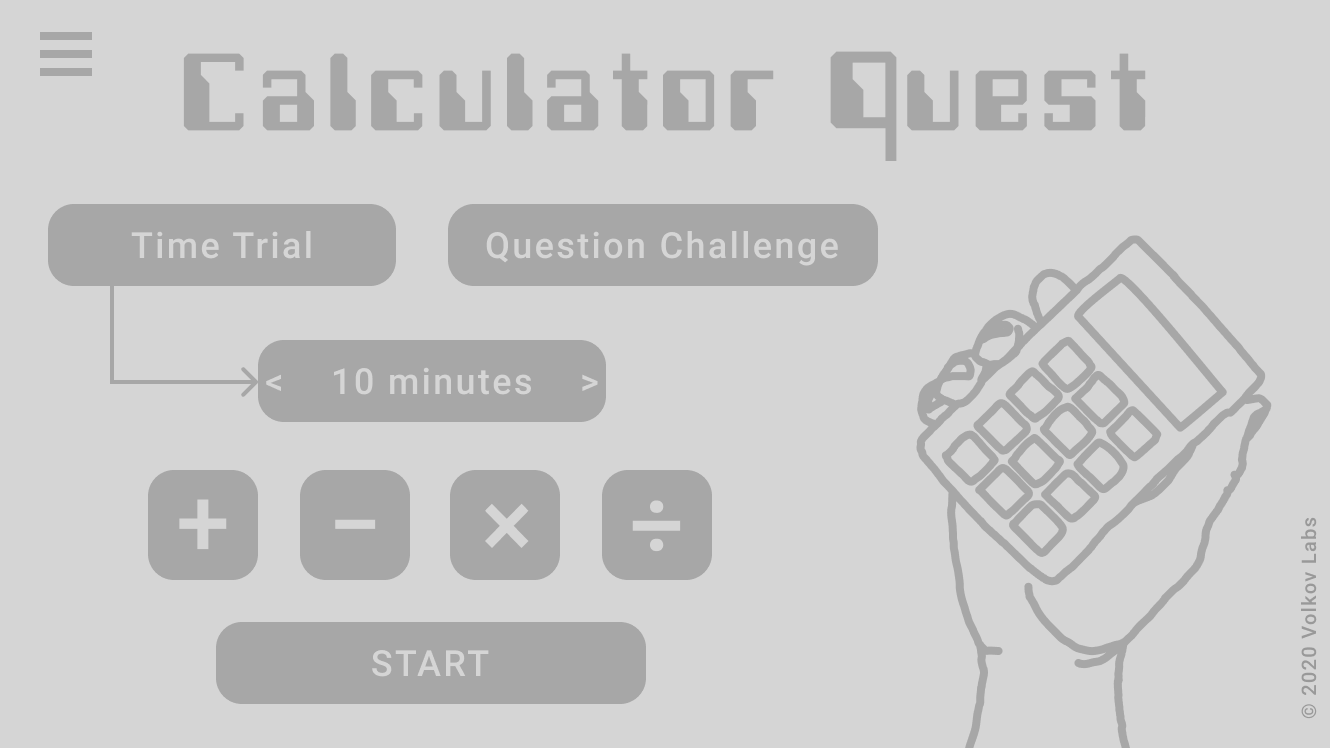 Calculator Quest
Time Trial
Question Challenge
< 10 minutes >
+ − × ÷
START
© 2020 Volkov Labs